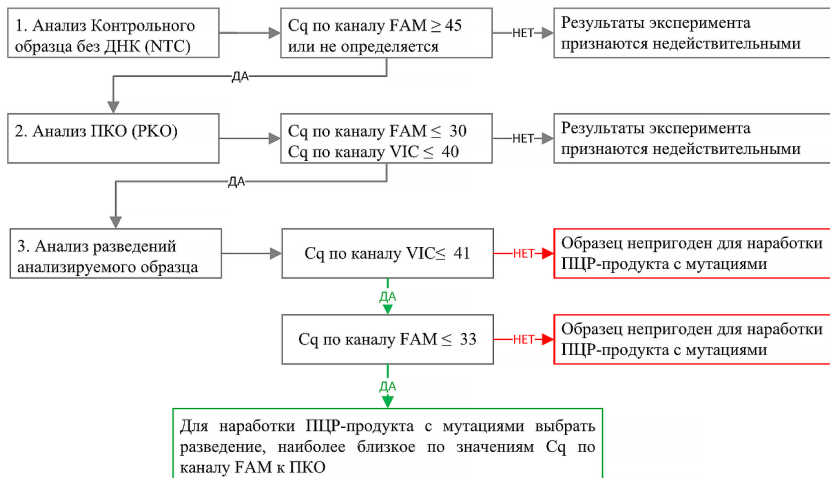 1. Анализ Контрольного
образца без ДНК (NTC)
Cq по каналу FAM ≥ 45
или не определяется
НЕТ
Результаты эксперимента
признаются недействительными
ДА
2. Анализ ПКО (PKO)
Cq по каналу FAM ≤ 30
Cq по каналу VIC ≤ 40
НЕТ
Результаты эксперимента
признаются недействительными
ДА
3. Анализ разведений
анализируемого образца
Cq по каналу VIC≤ 41
НЕТ
Образец непригоден для наработки
ПЦР-продукта с мутациями
ДА
Cq по каналу FAM ≤ 33
НЕТ
Образец непригоден для наработки
ПЦР-продукта с мутациями
ДА
Для наработки ПЦР-продукта с мутациями выбрать
разведение, наиболее близкое по значениям Cq по
каналу FAM к ПКО